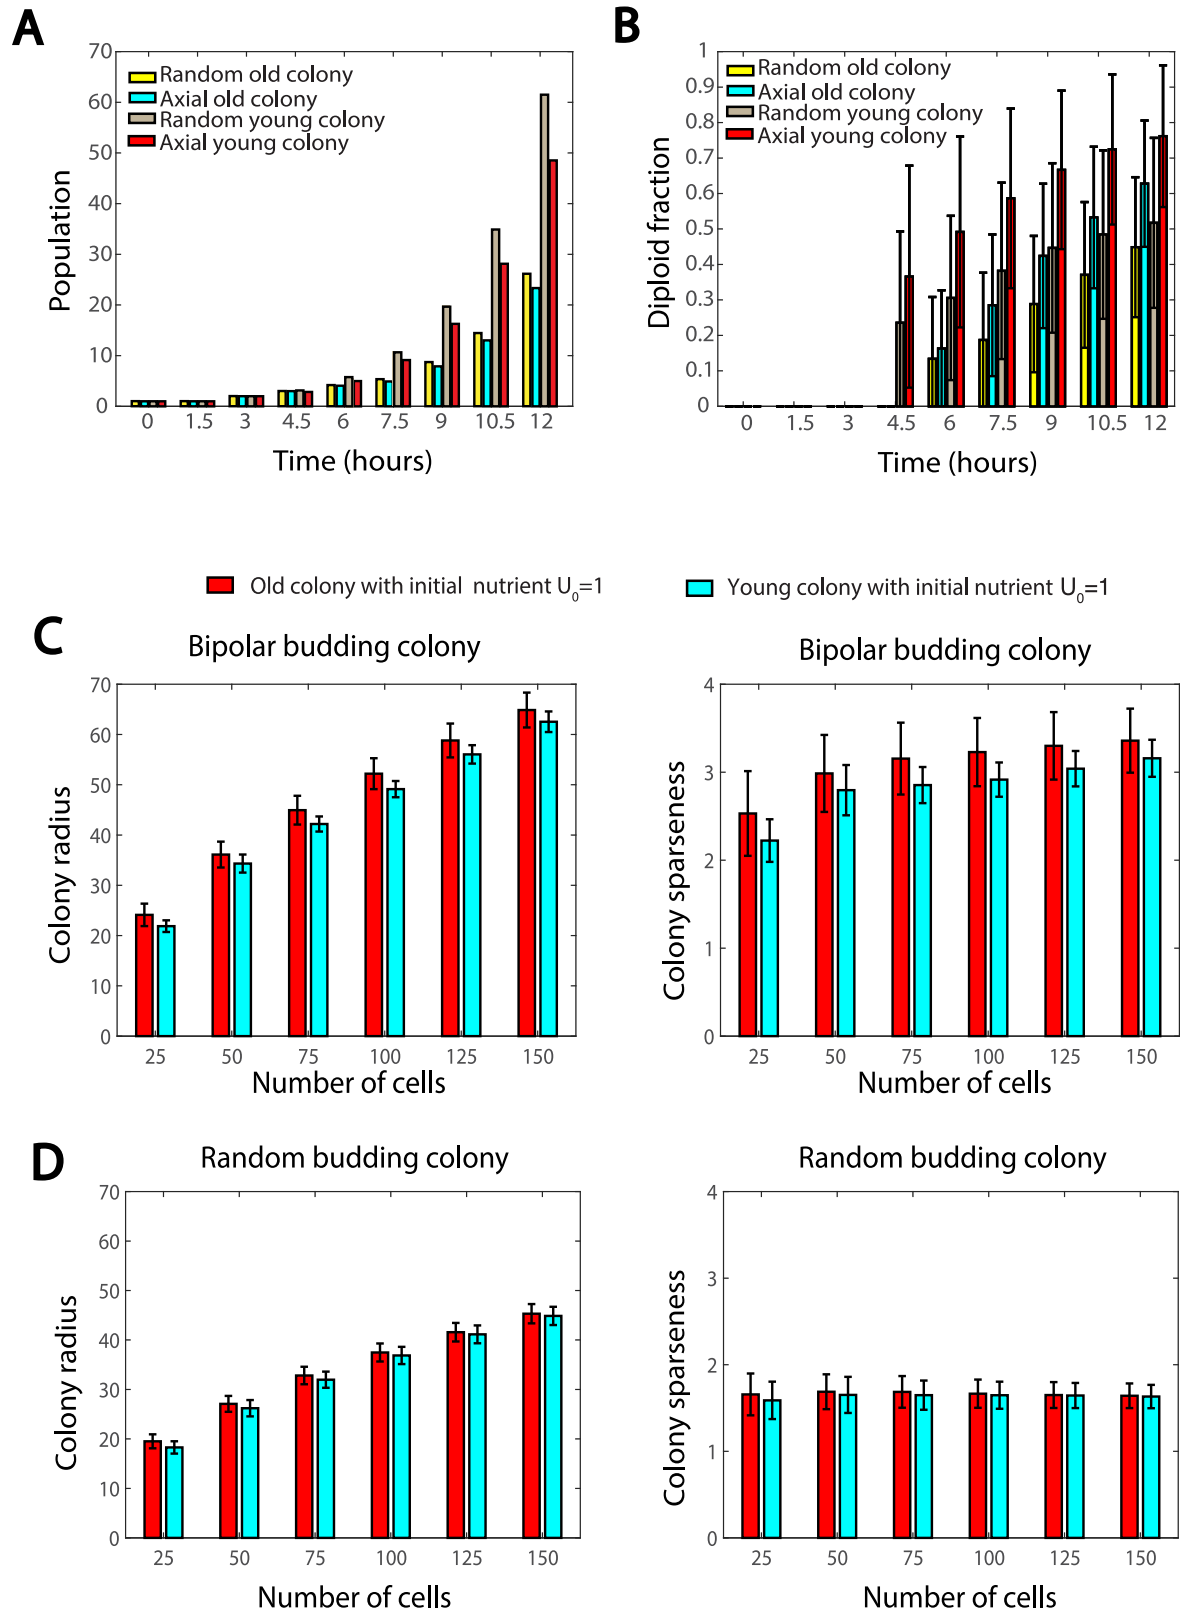 A
70
60
50
40
30
20
10
0
Population
Random old colony
Axial old colony
Random young colony
Axial young colony
0 1.5 3 4.5 6 7.5 9 10.5 12
Time (hours)
B
1
0.9
0.8
0.7
0.6
0.5
0.4
0.3
0.2
0.1
0
Diploid fraction
Random old colony
Axial old colony
Random young colony
Axial young colony
0 1.5 3 4.5 6 7.5 9 10.5 12
Time (hours)
Old colony with initial nutrient U₀=1
Young colony with initial nutrient U₀=1
C
Bipolar budding colony
70
60
50
40
30
20
10
0
Colony radius
25 50 75 100 125 150
Number of cells
Bipolar budding colony
4
3
2
1
0
Colony sparseness
25 50 75 100 125 150
Number of cells
D
Random budding colony
70
60
50
40
30
20
10
0
Colony radius
25 50 75 100 125 150
Number of cells
Random budding colony
4
3
2
1
0
Colony sparseness
25 50 75 100 125 150
Number of cells